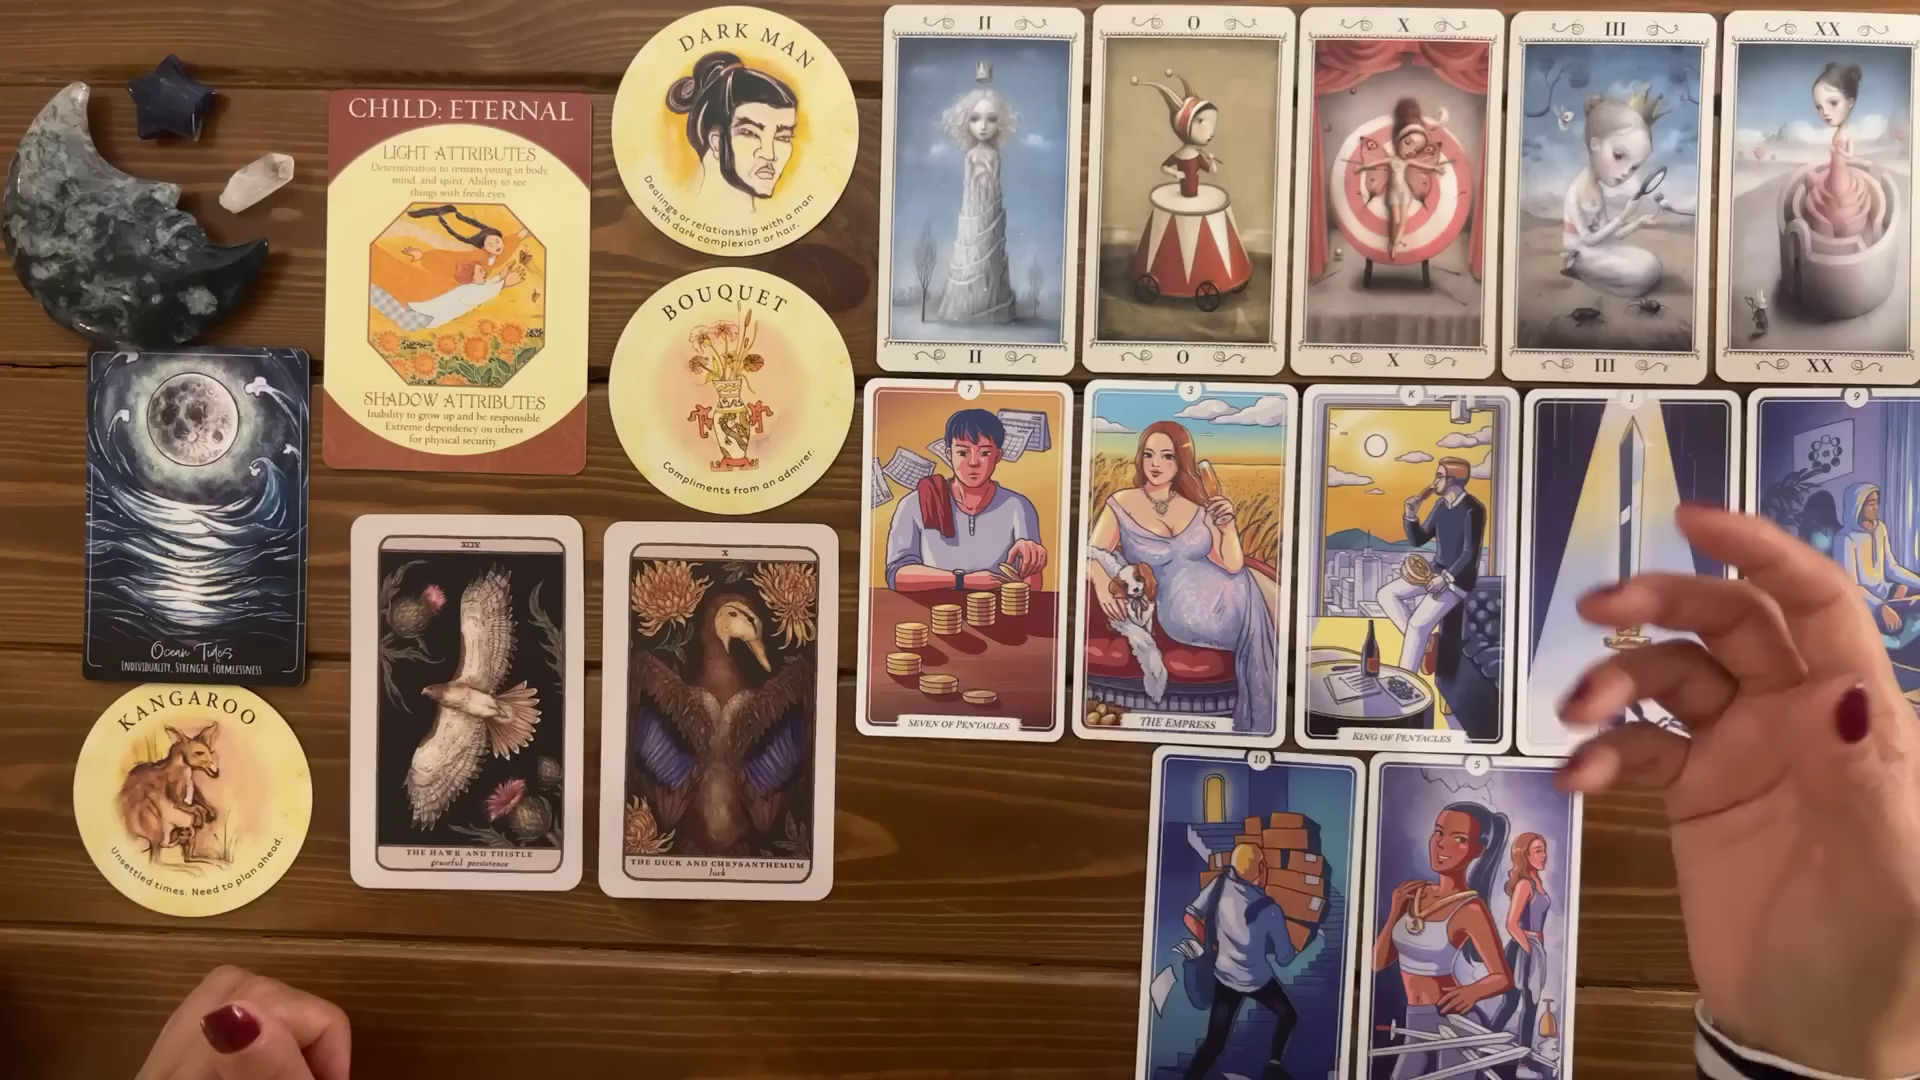 CHILD: ETERNAL
LIGHT ATTRIBUTES
Determination to remain young in body,
mind, and spirit. Ability to see
things with fresh eyes
SHADOW ATTRIBUTES
Inability to grow up and be responsible.
Extreme dependency on others
for physical security.
DARK MAN
Dealings or relationship with a man
with dark complexion or hair.
BOUQUET
Compliments from an admirer.
II
II
O
O
X
X
III
III
XX
XX
Ocean Tides
INDIVIDUALITY, STRENGTH, FORMLESSNESS
KANGAROO
Unsettled times. Need to plan ahead.
XLIV
THE HAWK AND THISTLE
graceful persistence
X
THE DUCK AND CHRYSANTHEMUM
luck
7
SEVEN OF PENTACLES
3
THE EMPRESS
K
KING OF PENTACLES
1
9
10
5